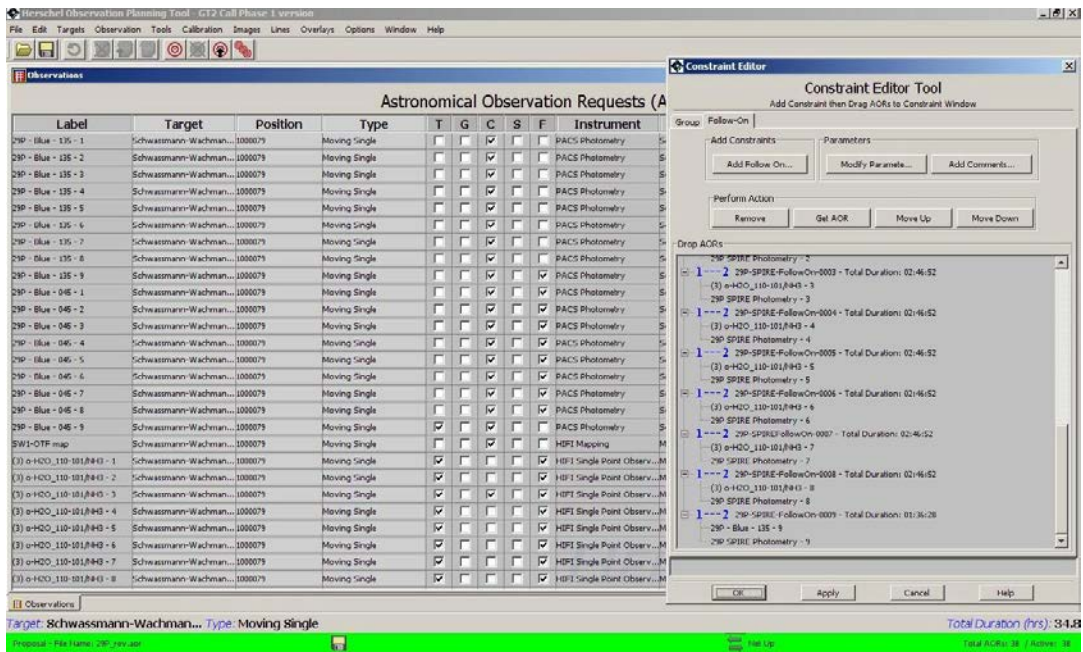 Herschel Observation Planning Tool - GT2 Call Phase 1 version
File Edit Targets Observation Tools Calibration Images Lines Overlays Options Window Help
Observations
Astronomical Observation Requests (A
Label Target Position Type T G C S F Instrument
29P - Blue - 135 - 1 Schwassmann-Wachman... 1000079 Moving Single PACS Photometry
29P - Blue - 135 - 2 Schwassmann-Wachman... 1000079 Moving Single PACS Photometry
29P - Blue - 135 - 3 Schwassmann-Wachman... 1000079 Moving Single PACS Photometry
29P - Blue - 135 - 4 Schwassmann-Wachman... 1000079 Moving Single PACS Photometry
29P - Blue - 135 - 5 Schwassmann-Wachman... 1000079 Moving Single PACS Photometry
29P - Blue - 135 - 6 Schwassmann-Wachman... 1000079 Moving Single PACS Photometry
29P - Blue - 135 - 7 Schwassmann-Wachman... 1000079 Moving Single PACS Photometry
29P - Blue - 135 - 8 Schwassmann-Wachman... 1000079 Moving Single PACS Photometry
29P - Blue - 135 - 9 Schwassmann-Wachman... 1000079 Moving Single PACS Photometry
29P - Blue - 045 - 1 Schwassmann-Wachman... 1000079 Moving Single PACS Photometry
29P - Blue - 045 - 2 Schwassmann-Wachman... 1000079 Moving Single PACS Photometry
29P - Blue - 045 - 3 Schwassmann-Wachman... 1000079 Moving Single PACS Photometry
29P - Blue - 045 - 4 Schwassmann-Wachman... 1000079 Moving Single PACS Photometry
29P - Blue - 045 - 5 Schwassmann-Wachman... 1000079 Moving Single PACS Photometry
29P - Blue - 045 - 6 Schwassmann-Wachman... 1000079 Moving Single PACS Photometry
29P - Blue - 045 - 7 Schwassmann-Wachman... 1000079 Moving Single PACS Photometry
29P - Blue - 045 - 8 Schwassmann-Wachman... 1000079 Moving Single PACS Photometry
29P - Blue - 045 - 9 Schwassmann-Wachman... 1000079 Moving Single PACS Photometry
SW1-OTF map Schwassmann-Wachman... 1000079 Moving Single HIFI Mapping M
(3) o-H2O_110-101/NH3 - 1 Schwassmann-Wachman... 1000079 Moving Single HIFI Single Point Observ... M
(3) o-H2O_110-101/NH3 - 2 Schwassmann-Wachman... 1000079 Moving Single HIFI Single Point Observ... M
(3) o-H2O_110-101/NH3 - 3 Schwassmann-Wachman... 1000079 Moving Single HIFI Single Point Observ... M
(3) o-H2O_110-101/NH3 - 4 Schwassmann-Wachman... 1000079 Moving Single HIFI Single Point Observ... M
(3) o-H2O_110-101/NH3 - 5 Schwassmann-Wachman... 1000079 Moving Single HIFI Single Point Observ... M
(3) o-H2O_110-101/NH3 - 6 Schwassmann-Wachman... 1000079 Moving Single HIFI Single Point Observ... M
(3) o-H2O_110-101/NH3 - 7 Schwassmann-Wachman... 1000079 Moving Single HIFI Single Point Observ... M
(3) o-H2O_110-101/NH3 - 8 Schwassmann-Wachman... 1000079 Moving Single HIFI Single Point Observ... M
Observations
Constraint Editor
Constraint Editor Tool
Add Constraint then Drag AORs to Constraint Window
Group Follow-On
Add Constraints Parameters
Add Follow On... Modify Paramete... Add Comments...
Perform Action
Remove Get AOR Move Up Move Down
Drop AORs
29P SPIRE Photometry - 2
1---2 29P-SPIRE-FollowOn-0003 - Total Duration: 02:46:52
(3) o-H2O_110-101/NH3 - 3
29P SPIRE Photometry - 3
1---2 29P-SPIRE-FollowOn-0004 - Total Duration: 02:46:52
(3) o-H2O_110-101/NH3 - 4
29P SPIRE Photometry - 4
1---2 29P-SPIRE-FollowOn-0005 - Total Duration: 02:46:52
(3) o-H2O_110-101/NH3 - 5
29P SPIRE Photometry - 5
1---2 29P-SPIRE-FollowOn-0006 - Total Duration: 02:46:52
(3) o-H2O_110-101/NH3 - 6
29P SPIRE Photometry - 6
1---2 29P-SPIREFollowOn-0007 - Total Duration: 02:46:52
(3) o-H2O_110-101/NH3 - 7
29P SPIRE Photometry - 7
1---2 29P-SPIRE-FollowOn-0008 - Total Duration: 02:46:52
(3) o-H2O_110-101/NH3 - 8
29P SPIRE Photometry - 8
1---2 29P-SPIRE-FollowOn-0009 - Total Duration: 01:36:28
29P - Blue - 135 - 9
29P SPIRE Photometry - 9
OK Apply Cancel Help
Target: Schwassmann-Wachman... Type: Moving Single Total Duration (hrs): 34.8
Proposal - File Name: 29P_rev.aor Net Up Total AORs: 38 / Active: 38